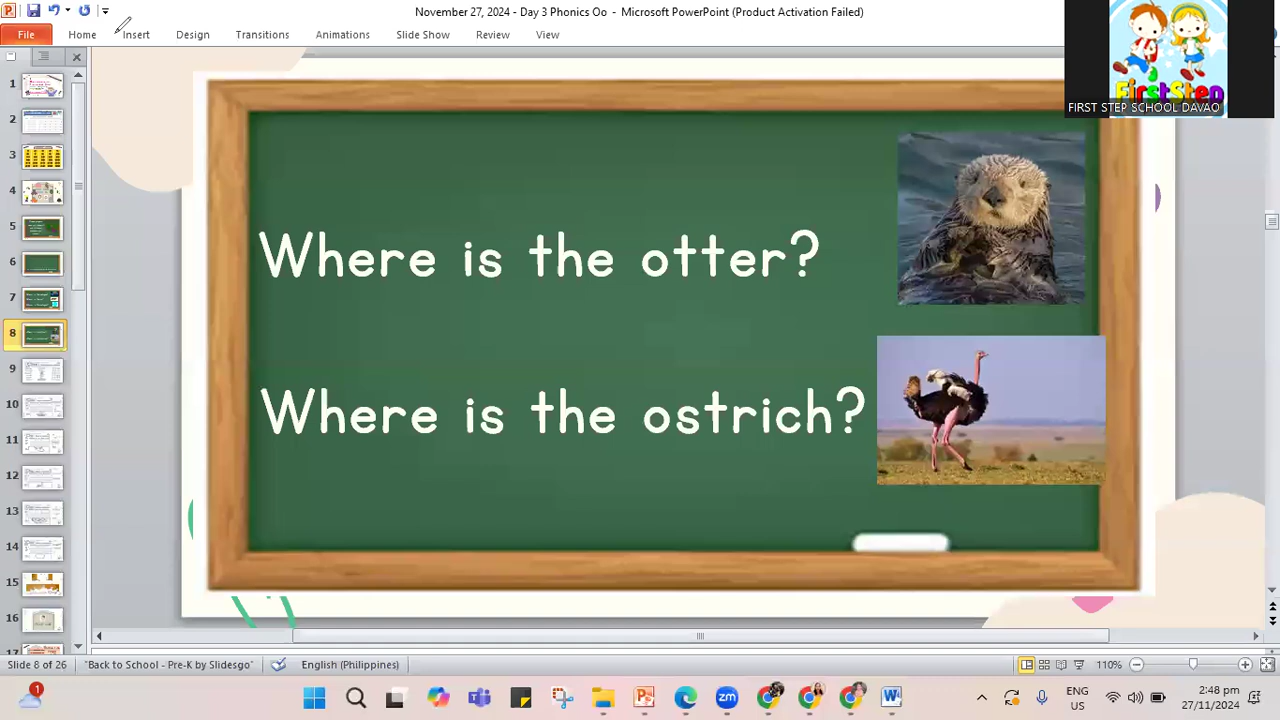 November 27, 2024 - Day 3 Phonics Oo - Microsoft PowerPoint (Product Activation Failed)
File Home Insert Design Transitions Animations Slide Show Review View
FirstStep
FIRST STEP SCHOOL DAVAO
1
2
3
4
5
6
7
8
9
10
11
12
13
14
15
16
17
Where is the otter?
Where is the ostrich?
Slide 8 of 26 "Back to School - Pre-K by Slidesgo" English (Philippines) 110%
1
ENG
US
2:48 pm
27/11/2024